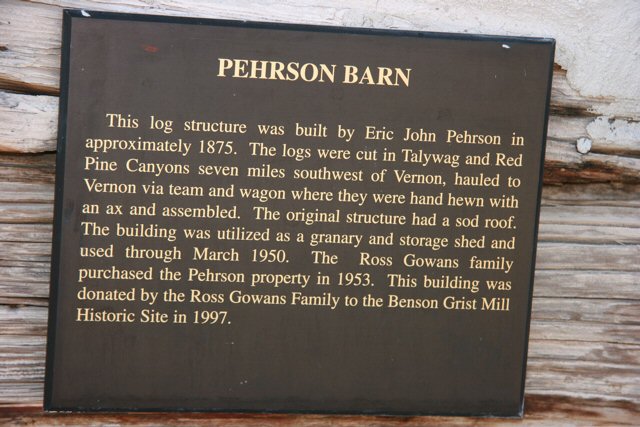 PEHRSON BARN
This log structure was built by Eric John Pehrson in
approximately 1875. The logs were cut in Talywag and Red
Pine Canyons seven miles southwest of Vernon, hauled to
Vernon via team and wagon where they were hand hewn with
an ax and assembled. The original structure had a sod roof.
The building was utilized as a granary and storage shed and
used through March 1950. The Ross Gowans family
purchased the Pehrson property in 1953. This building was
donated by the Ross Gowans Family to the Benson Grist Mill
Historic Site in 1997.